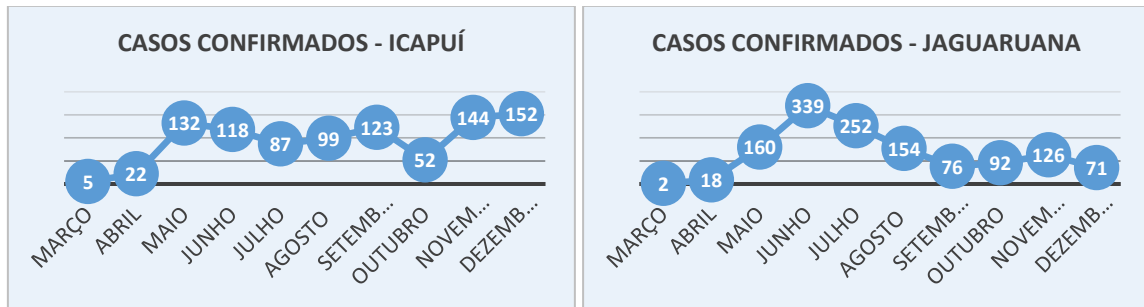 CASOS CONFIRMADOS - ICAPUÍ
5
22
132
118
87
99
123
52
144
152
MARÇO
ABRIL
MAIO
JUNHO
JULHO
AGOSTO
SETEMB...
OUTUBRO
NOVEM...
DEZEMB...
CASOS CONFIRMADOS - JAGUARUANA
2
18
160
339
252
154
76
92
126
71
MARÇO
ABRIL
MAIO
JUNHO
JULHO
AGOSTO
SETEMB...
OUTUBRO
NOVEM...
DEZEMB...